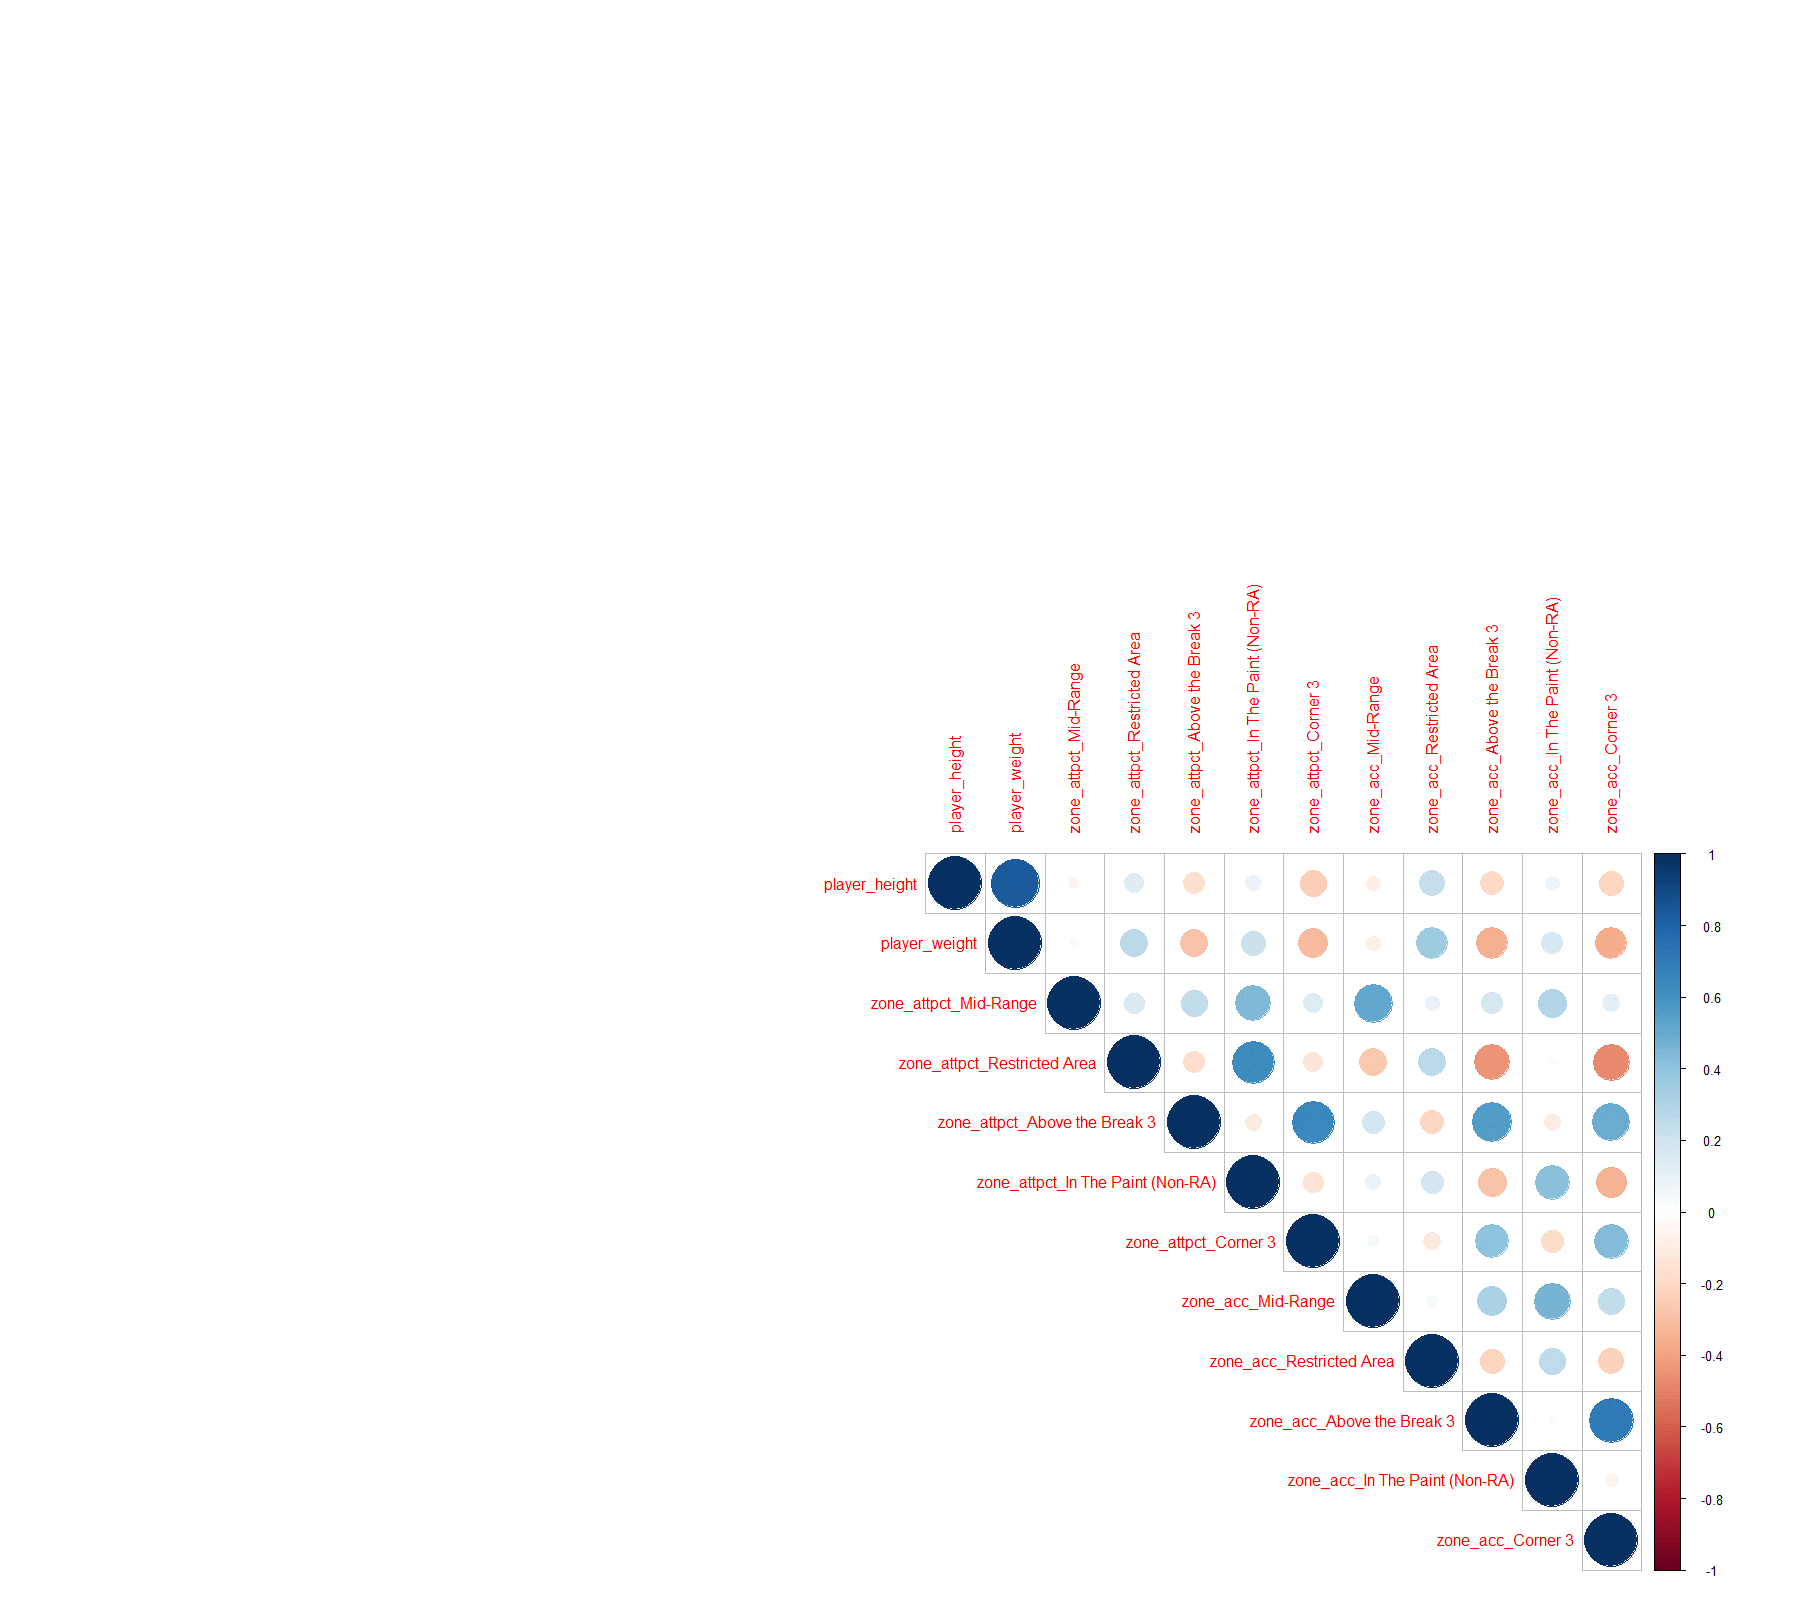 player_height
player_weight
zone_attpct_Mid-Range
zone_attpct_Restricted Area
zone_attpct_Above the Break 3
zone_attpct_In The Paint (Non-RA)
zone_attpct_Corner 3
zone_acc_Mid-Range
zone_acc_Restricted Area
zone_acc_Above the Break 3
zone_acc_In The Paint (Non-RA)
zone_acc_Corner 3
player_height
player_weight
zone_attpct_Mid-Range
zone_attpct_Restricted Area
zone_attpct_Above the Break 3
zone_attpct_In The Paint (Non-RA)
zone_attpct_Corner 3
zone_acc_Mid-Range
zone_acc_Restricted Area
zone_acc_Above the Break 3
zone_acc_In The Paint (Non-RA)
zone_acc_Corner 3
1
0.8
0.6
0.4
0.2
0
-0.2
-0.4
-0.6
-0.8
-1